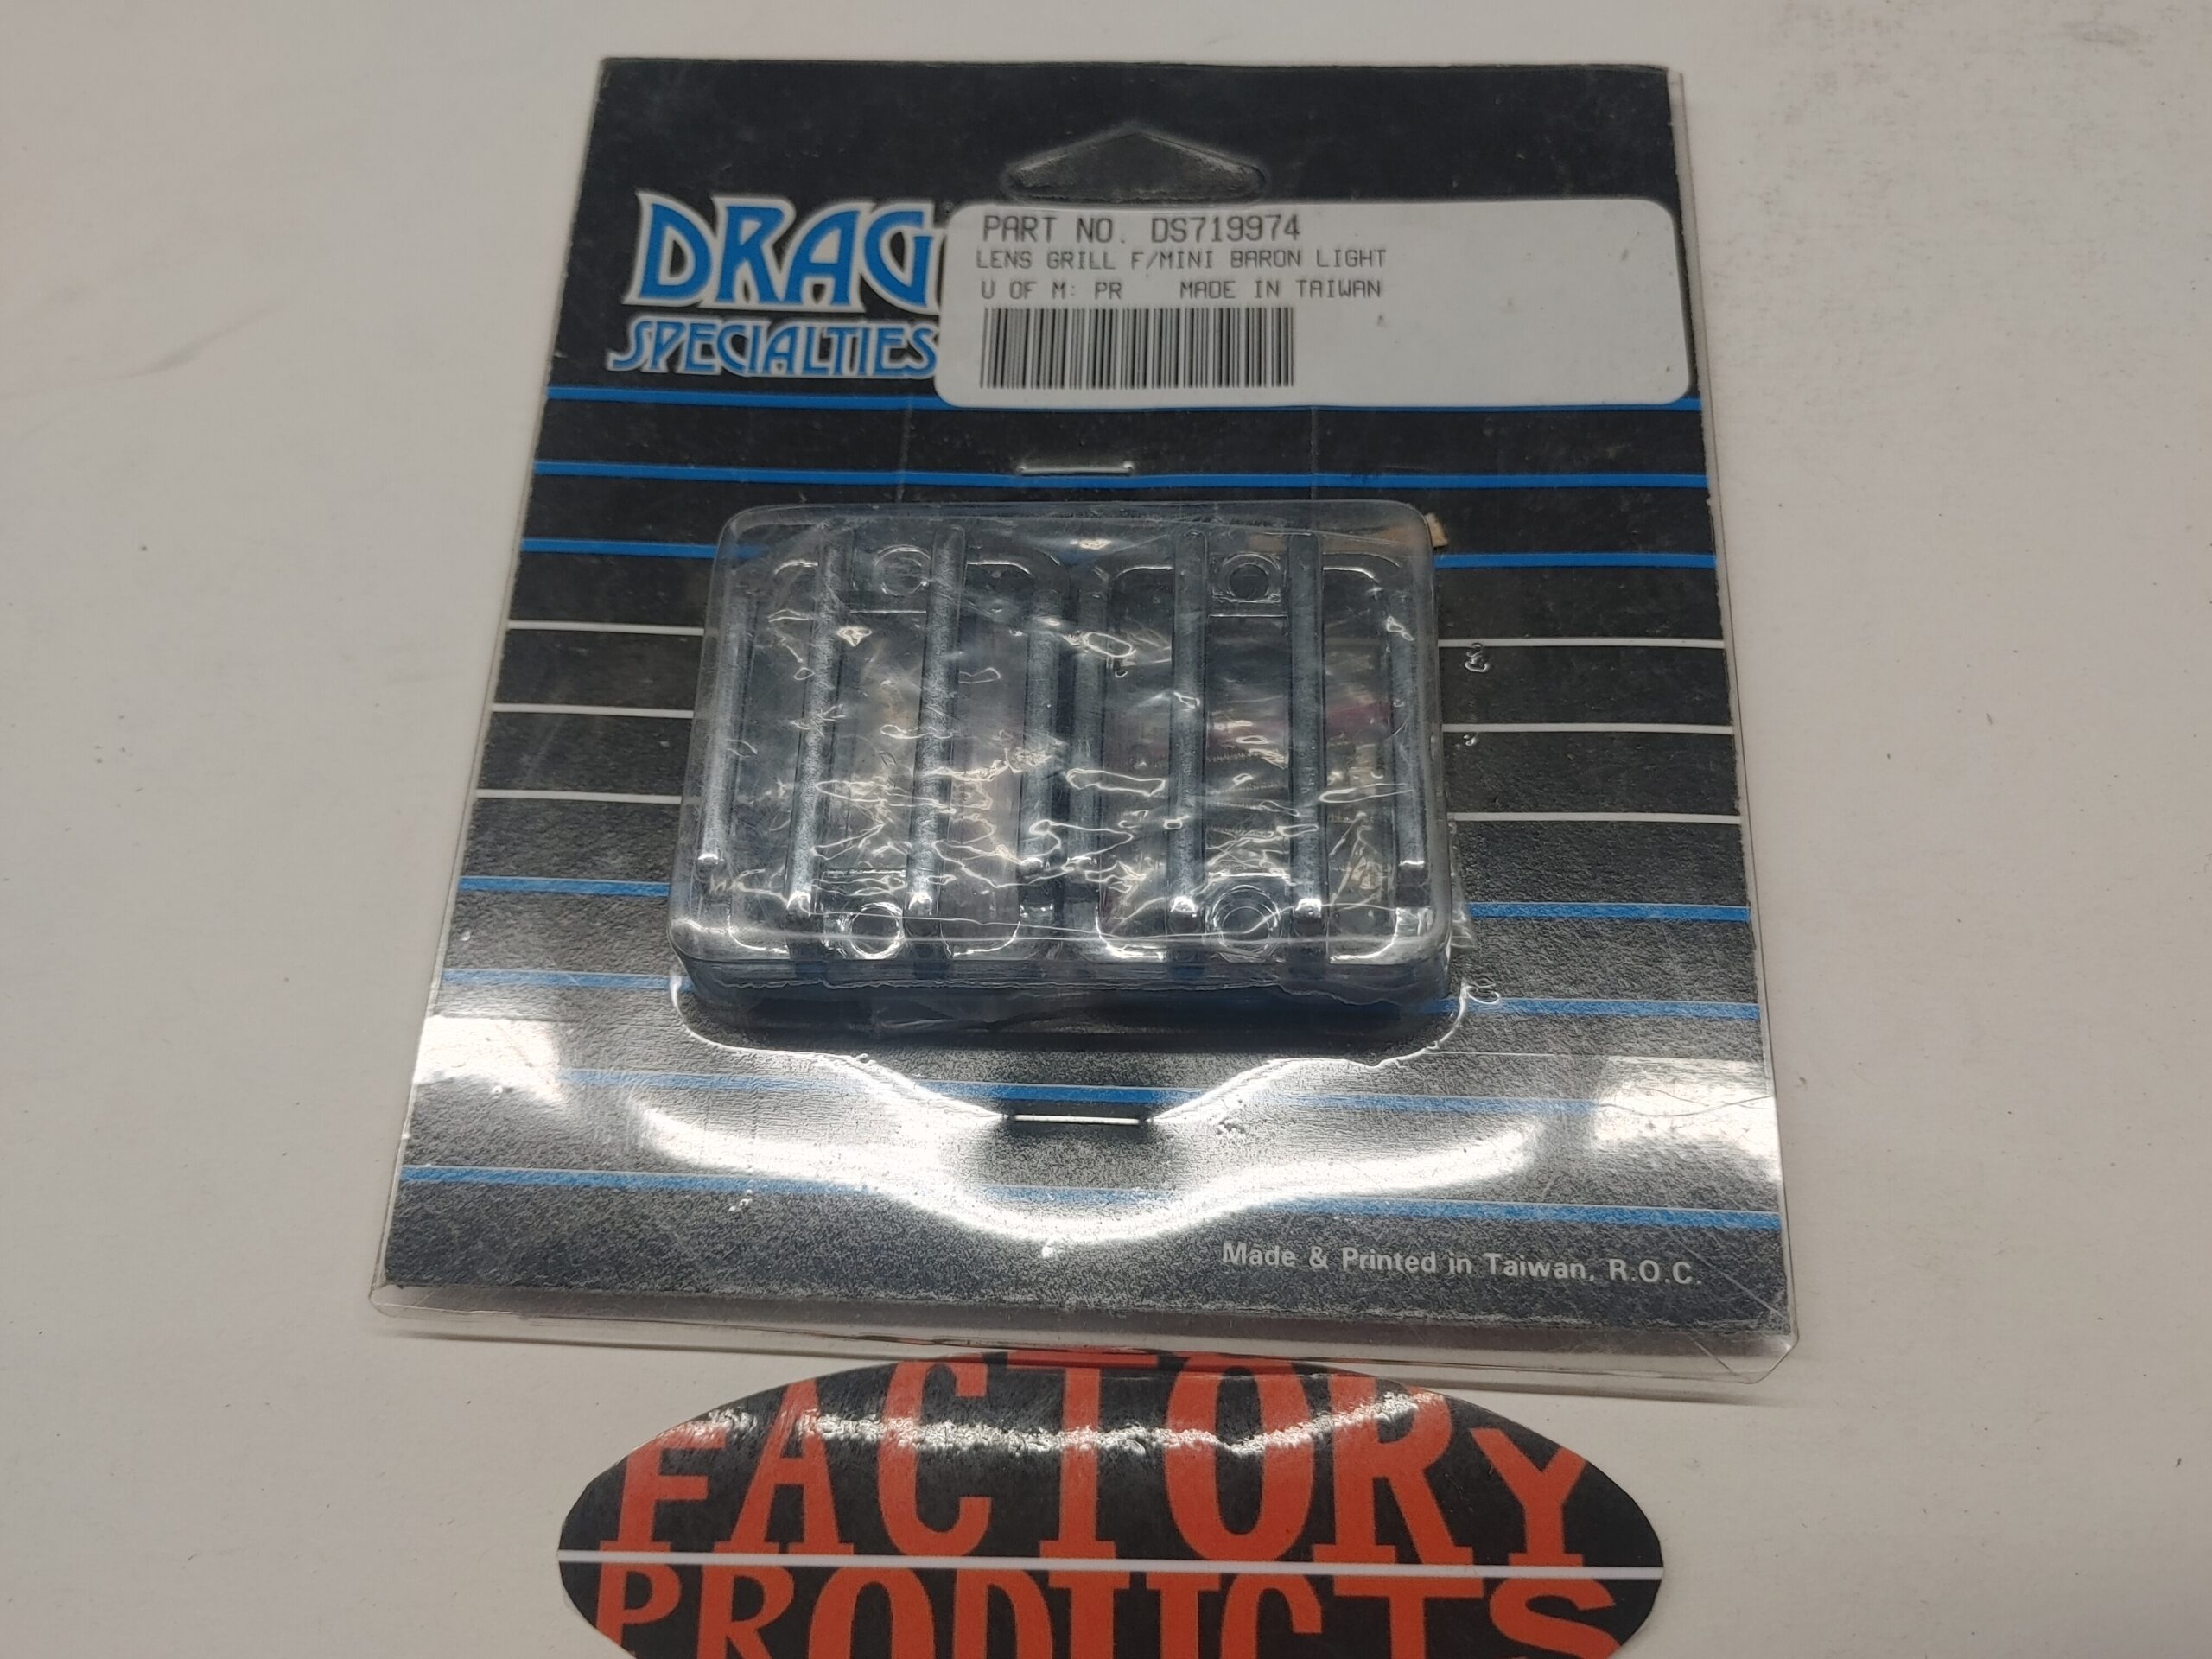 DRAG
SPECIALTIES
PART NO. DS719974
LENS GRILL F/MINI BARON LIGHT
U OF M: PR MADE IN TAIWAN
Made & Printed in Taiwan, R.O.C.
FACTORY
PRODUCTS